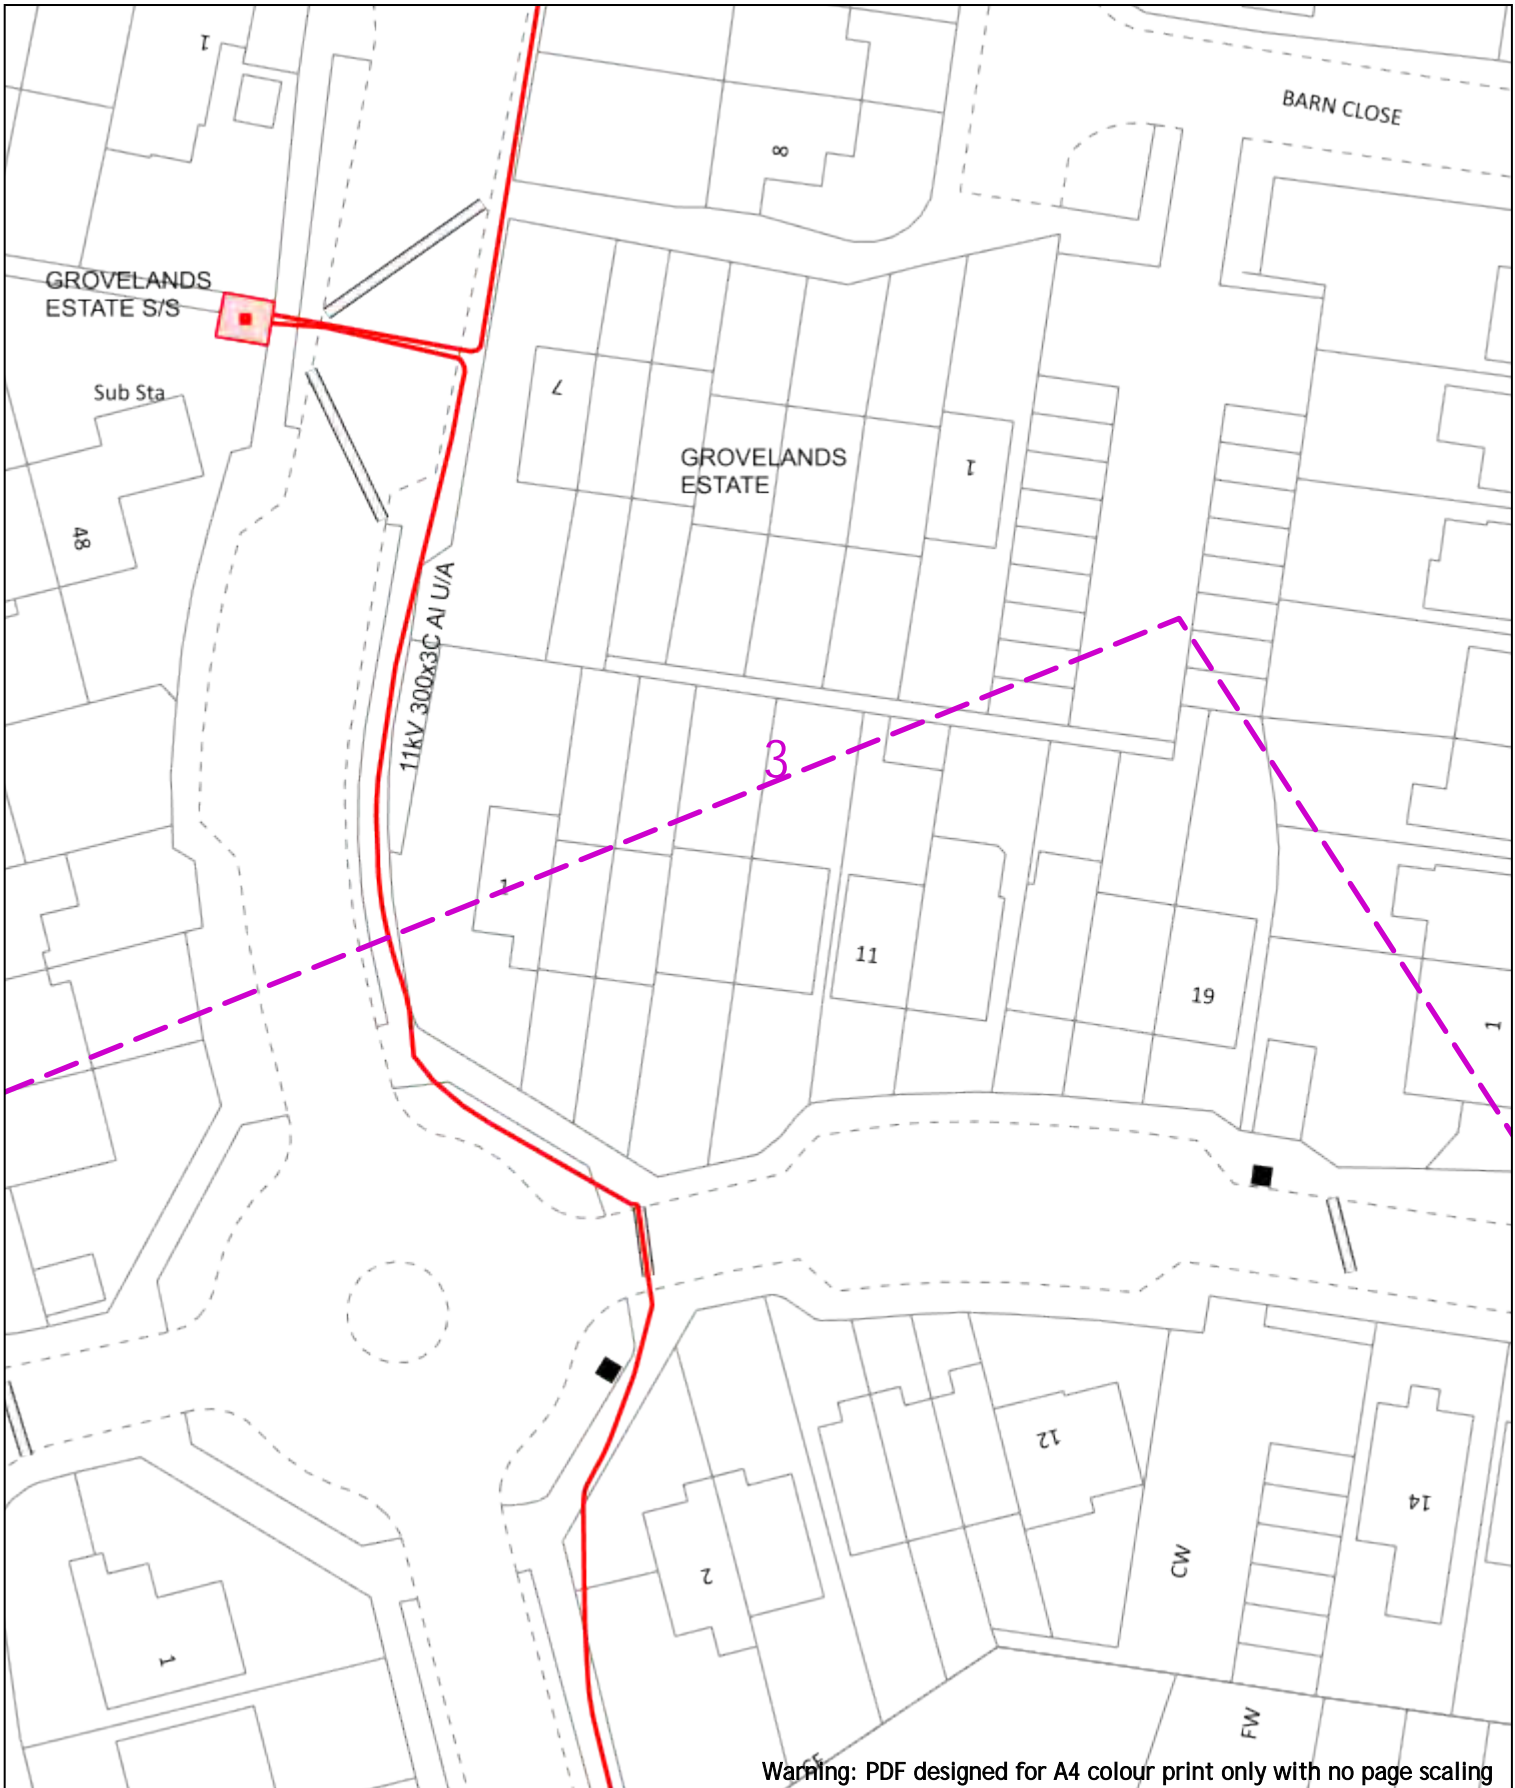 1
BARN CLOSE
8
GROVELANDS
ESTATE S/S
Sub Sta
7
GROVELANDS
ESTATE
1
48
11kV 300x3C Al U/A
3
1
11
19
1
12
14
2
CW
1
FW
Warning: PDF designed for A4 colour print only with no page scaling